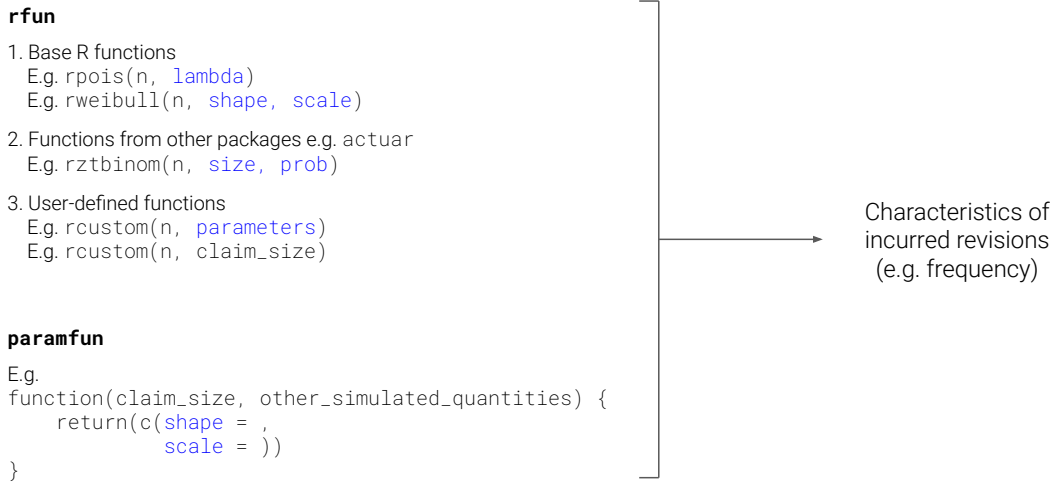 rfun
1. Base R functions
E.g. rpois(n, lambda)
E.g. rweibull(n, shape, scale)
2. Functions from other packages e.g. actuar
E.g. rztbinom(n, size, prob)
3. User-defined functions
E.g. rcustom(n, parameters)
E.g. rcustom(n, claim_size)
paramfun
E.g.
function(claim_size, other_simulated_quantities) {
return(c(shape = ,
scale = ))
}
Characteristics of
incurred revisions
(e.g. frequency)